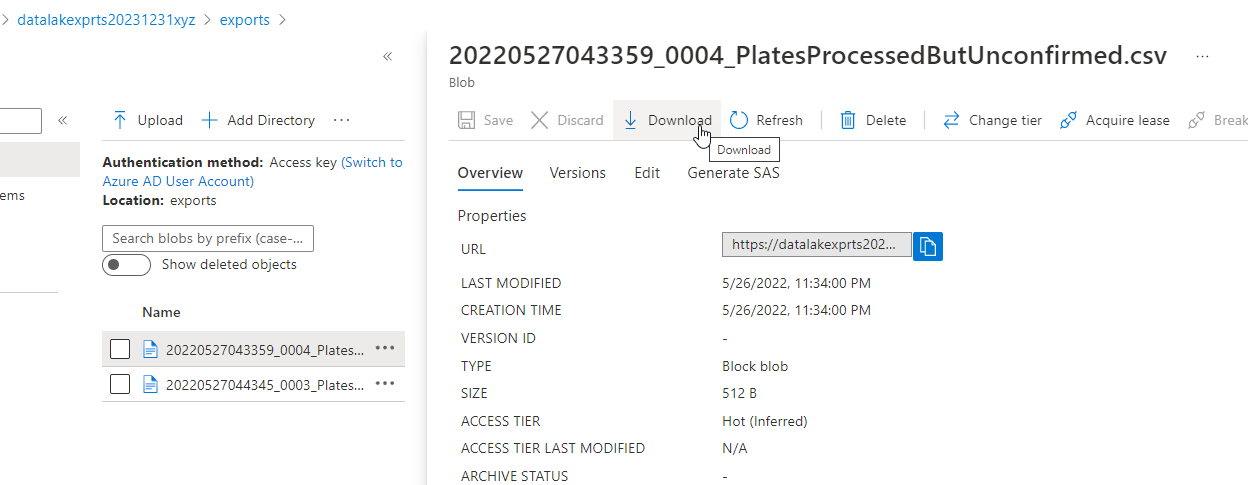 > datalakexprts20231231xyz > exports >
20220527043359_0004_PlatesProcessedButUnconfirmed.csv ...
Blob
Upload Add Directory ...
Save Discard Download Refresh Delete Change tier Acquire lease Break
Download
Authentication method: Access key (Switch to
Azure AD User Account)
Location: exports
ems
Search blobs by prefix (case-...
Show deleted objects
Name
20220527043359_0004_Plates... ...
20220527044345_0003_Plates... ...
Overview Versions Edit Generate SAS
Properties
URL https://datalakexprts202...
LAST MODIFIED 5/26/2022, 11:34:00 PM
CREATION TIME 5/26/2022, 11:34:00 PM
VERSION ID -
TYPE Block blob
SIZE 512 B
ACCESS TIER Hot (Inferred)
ACCESS TIER LAST MODIFIED N/A
ARCHIVE STATUS -